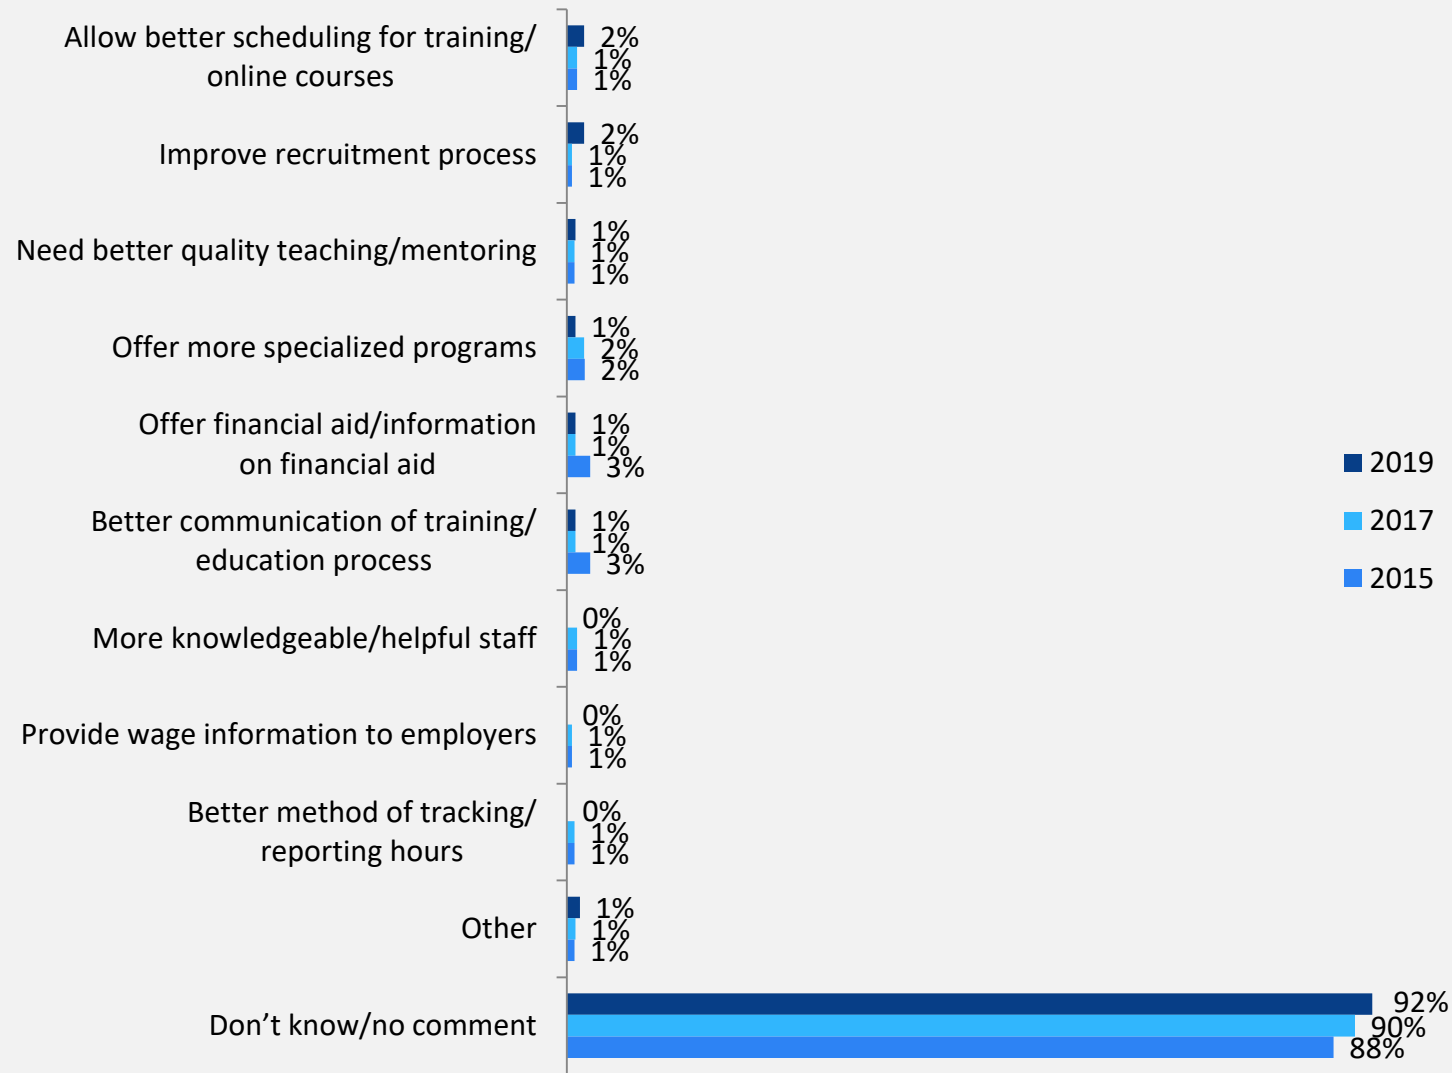 Allow better scheduling for training/
online courses
2%
1%
1%
Improve recruitment process
2%
1%
1%
Need better quality teaching/mentoring
1%
1%
1%
Offer more specialized programs
1%
2%
2%
Offer financial aid/information
on financial aid
1%
1%
3%
Better communication of training/
education process
1%
1%
3%
More knowledgeable/helpful staff
0%
1%
1%
Provide wage information to employers
0%
1%
1%
Better method of tracking/
reporting hours
0%
1%
1%
Other
1%
1%
1%
Don’t know/no comment
92%
90%
88%
2019
2017
2015